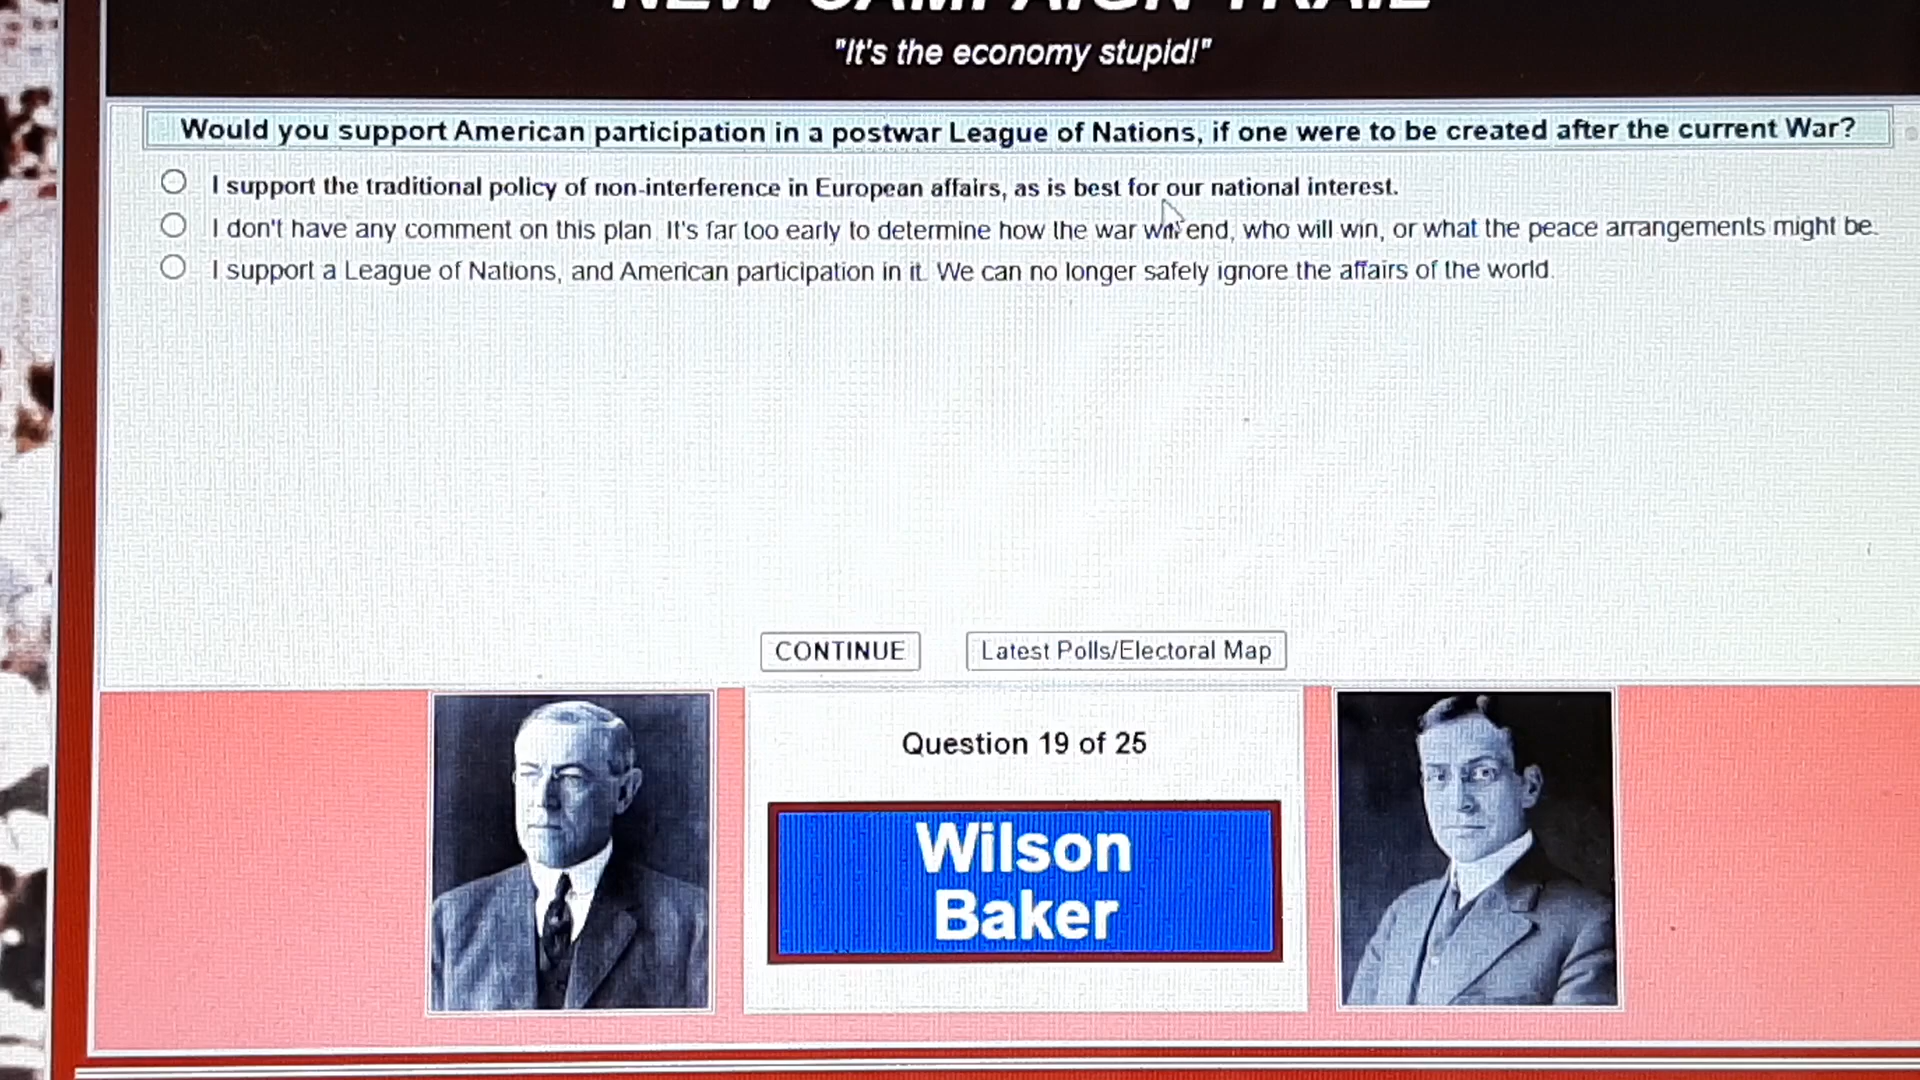 NEW CAMPAIGN TRAIL
"It's the economy stupid!"
Would you support American participation in a postwar League of Nations, if one were to be created after the current War?
I support the traditional policy of non-interference in European affairs, as is best for our national interest.
I don't have any comment on this plan. It's far too early to determine how the war will end, who will win, or what the peace arrangements might be.
I support a League of Nations, and American participation in it. We can no longer safely ignore the affairs of the world.
CONTINUE
Latest Polls/Electoral Map
Question 19 of 25
Wilson
Baker